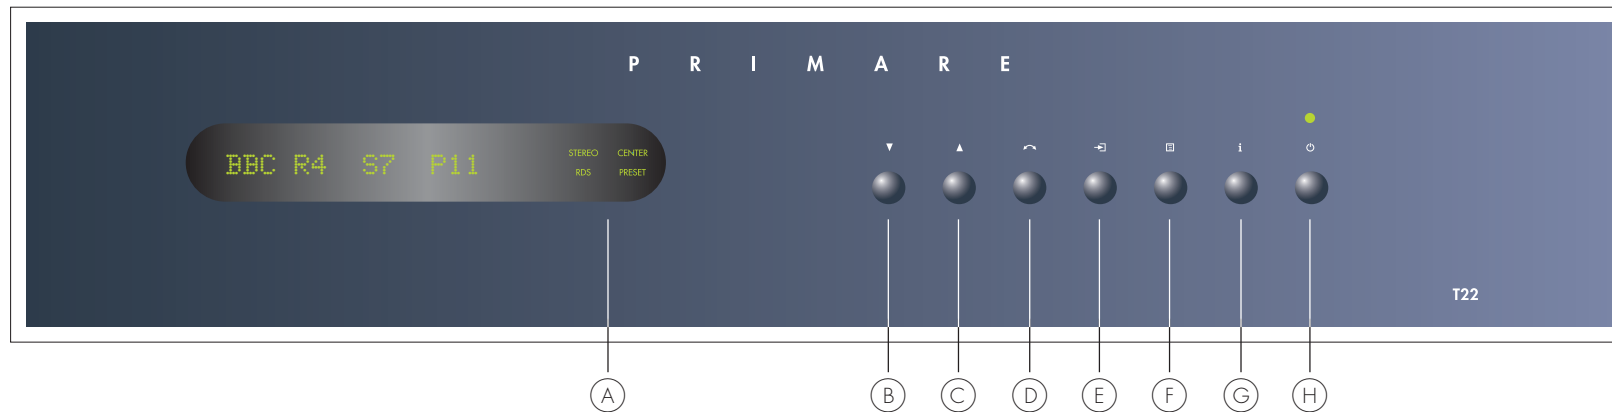 P R I M A R E
BBC R4 S7 P11
STEREO CENTER
RDS PRESET
i
T22
A B C D E F G H